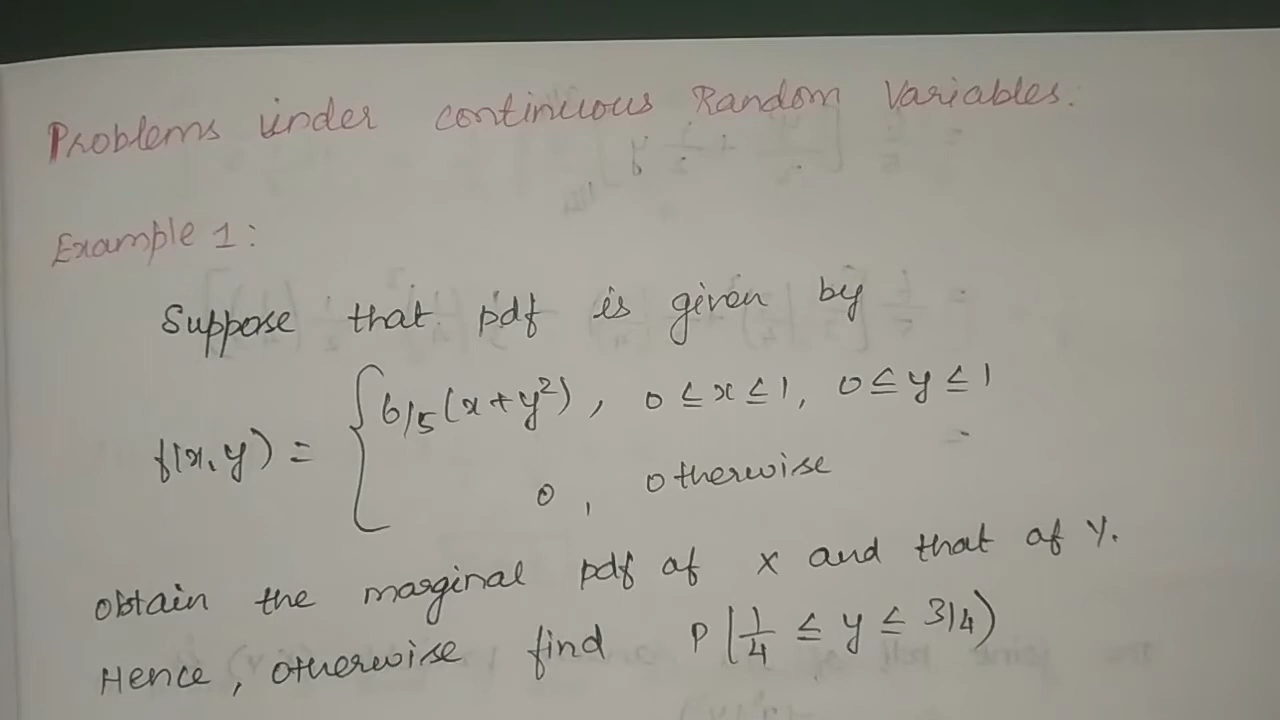 Problems under continuous Random Variables.
Example 1:
Suppose that pdf is given by
f(x,y) = { 6/5(x+y²), 0 ≤ x ≤ 1, 0 ≤ y ≤ 1
0, otherwise
obtain the marginal pdf of x and that of y.
Hence, otherwise find P(1/4 ≤ y ≤ 3/4)